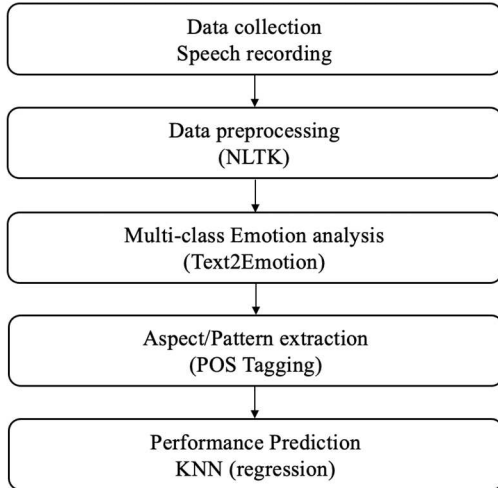 Data collection
Speech recording
Data preprocessing
(NLTK)
Multi-class Emotion analysis
(Text2Emotion)
Aspect/Pattern extraction
(POS Tagging)
Performance Prediction
KNN (regression)